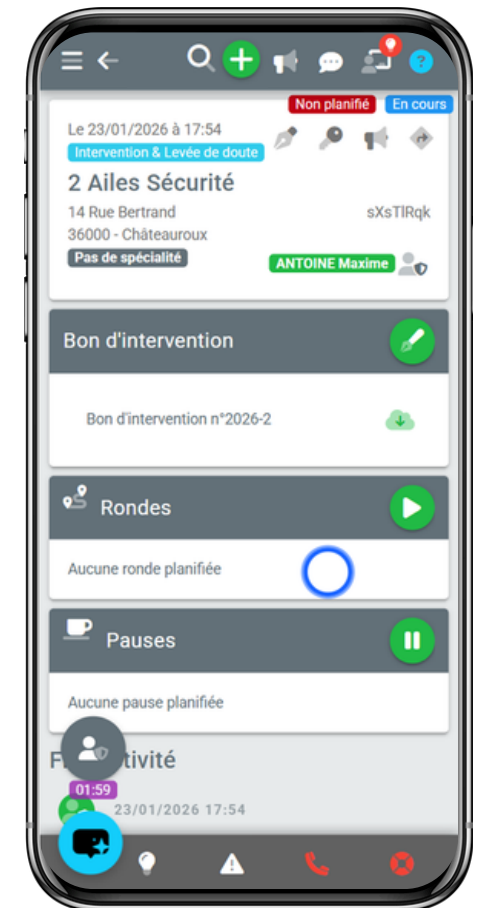 ?
Non planifié En cours
Le 23/01/2026 à 17:54
Intervention & Levée de doute
2 Ailes Sécurité
14 Rue Bertrand sXsTlRqk
36000 - Châteauroux
Pas de spécialité
ANTOINE Maxime
Bon d'intervention
Bon d'intervention n°2026-2
Rondes
Aucune ronde planifiée
Pauses
Aucune pause planifiée
F tivité
01:59
23/01/2026 17:54